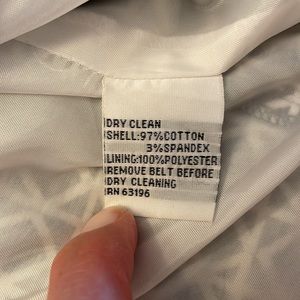 DRY CLEAN
SHELL:97%COTTON
3%SPANDEX
LINING:100%POLYESTER
REMOVE BELT BEFORE
DRY CLEANING
RN 63196